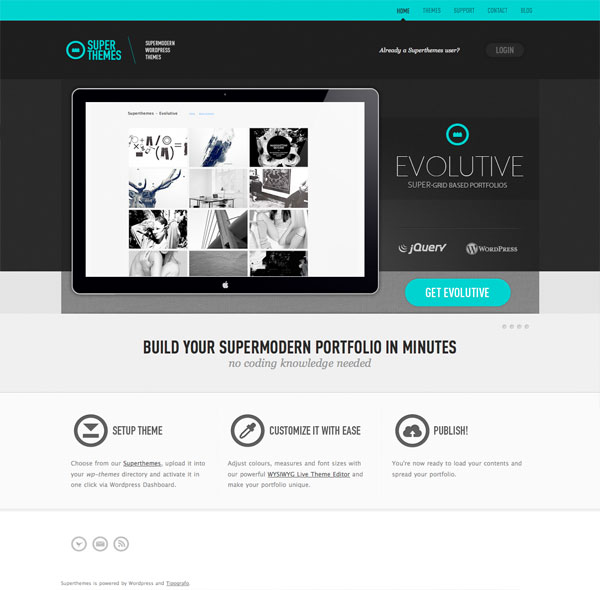 HOME THEMES SUPPORT CONTACT BLOG
SUPER
THEMES
SUPERMODERN
WORDPRESS
THEMES
Already a Superthemes user?
LOGIN
Superthemes - Evolutive
EVOLUTIVE
SUPER-GRID BASED PORTFOLIOS
jQuery
WORDPRESS
GET EVOLUTIVE
BUILD YOUR SUPERMODERN PORTFOLIO IN MINUTES
no coding knowledge needed
SETUP THEME
Choose from our Superthemes, upload it into
your wp-themes directory and activate it in
one click via Wordpress Dashboard.
CUSTOMIZE IT WITH EASE
Adjust colours, measures and font sizes with
our powerful WYSIWYG Live Theme Editor and
make your portfolio unique.
PUBLISH!
You're now ready to load your contents and
spread your portfolio.
Superthemes is powered by Wordpress and Tipografo.